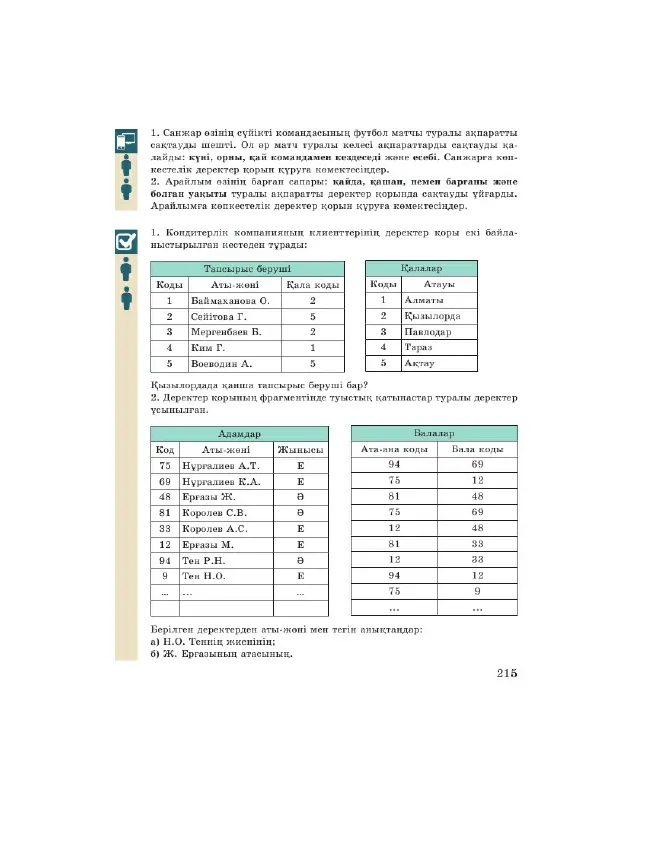 1. Санжар өзінің сүйікті командасының футбол матчы туралы ақпаратты
сақтауды шешті. Ол әр матч туралы келесі ақпараттарды сақтауды қа-
лайды: күні, орны, қай командамен кездеседі және есебі. Санжарға көп-
кестелік деректер қорын құруға көмектесіңдер.
2. Арайлым өзінің барған сапары: қайда, қашан, немен барғаны және
болған уақыты туралы ақпаратты деректер қорында сақтауды ұйғарды.
Арайлымға көпкестелік деректер қорын құруға көмектесіңдер.
1. Кондитерлік компанияның клиенттерінің деректер қоры екі байла-
ныстырылған кестеден тұрады:
Тапсырыс беруші
Коды Аты-жөні Қала коды
1 Баймаханова О. 2
2 Сейітова Г. 5
3 Мергенбаев Б. 2
4 Ким Г. 1
5 Воеводин А. 5
Қалалар
Коды Атауы
1 Алматы
2 Қызылорда
3 Павлодар
4 Тараз
5 Ақтау
Қызылордада қанша тапсырыс беруші бар?
2. Деректер қорының фрагментінде туыстық қатынастар туралы деректер
ұсынылған.
Адамдар
Код Аты-жөні Жынысы
75 Нұрғалиев А.Т. Е
69 Нұрғалиев К.А. Е
48 Ерғазы Ж. Ә
81 Королев С.В. Ә
33 Королев А.С. Е
12 Ерғазы М. Е
94 Тен Р.Н. Ә
9 Тен Н.О. Е
... ... ...
Балалар
Ата-ана коды Бала коды
94 69
75 12
81 48
75 69
12 48
81 33
12 33
94 12
75 9
... ...
Берілген деректерден аты-жөні мен тегін анықтаңдар:
а) Н.О. Теннің жиенінің;
б) Ж. Ерғазының атасының.
215